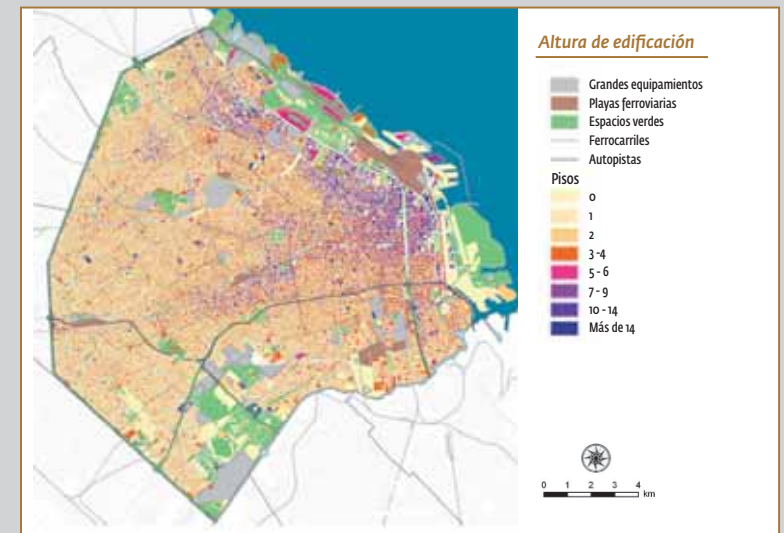 Altura de edificación
Grandes equipamientos
Playas ferroviarias
Espacios verdes
Ferrocarriles
Autopistas
Pisos
0
1
2
3 -4
5 - 6
7 - 9
10 - 14
Más de 14
0 1 2 3 4 km